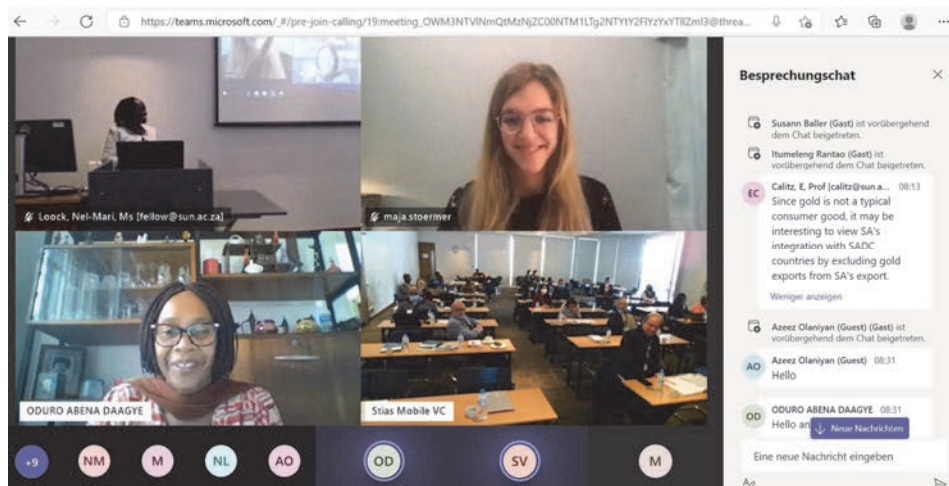 https://teams.microsoft.com/_#/pre-join-calling/19:meeting_OWM3NTVlNmQtMzNjZC00NTM1LTg2NTYtY2FlYzYxYTllZmI3@threa...
Loock, Nel-Mari, Ms [fellow@sun.ac.za]
maja.stoermer
ODURO ABENA DAAGYE
Stias Mobile VC
+9
NM
M
NL
AO
OD
SV
M
Besprechungschat
Susann Baller (Gast) ist vorübergehend
dem Chat beigetreten.
Itumeleng Rantao (Gast) ist
vorübergehend dem Chat beigetreten.
EC
Calitz, E, Prof [calitz@sun.a... 08:13
Since gold is not a typical
consumer good, it may be
interesting to view SA's
integration with SADC
countries by excluding gold
exports from SA's export.
Weniger anzeigen
Azeez Olaniyan (Guest) (Gast) ist
vorübergehend dem Chat beigetreten.
AO
Azeez Olaniyan (Guest) 08:31
Hello
OD
ODURO ABENA DAAGYE 08:31
Hello an
Neue Nachrichten
Eine neue Nachricht eingeben